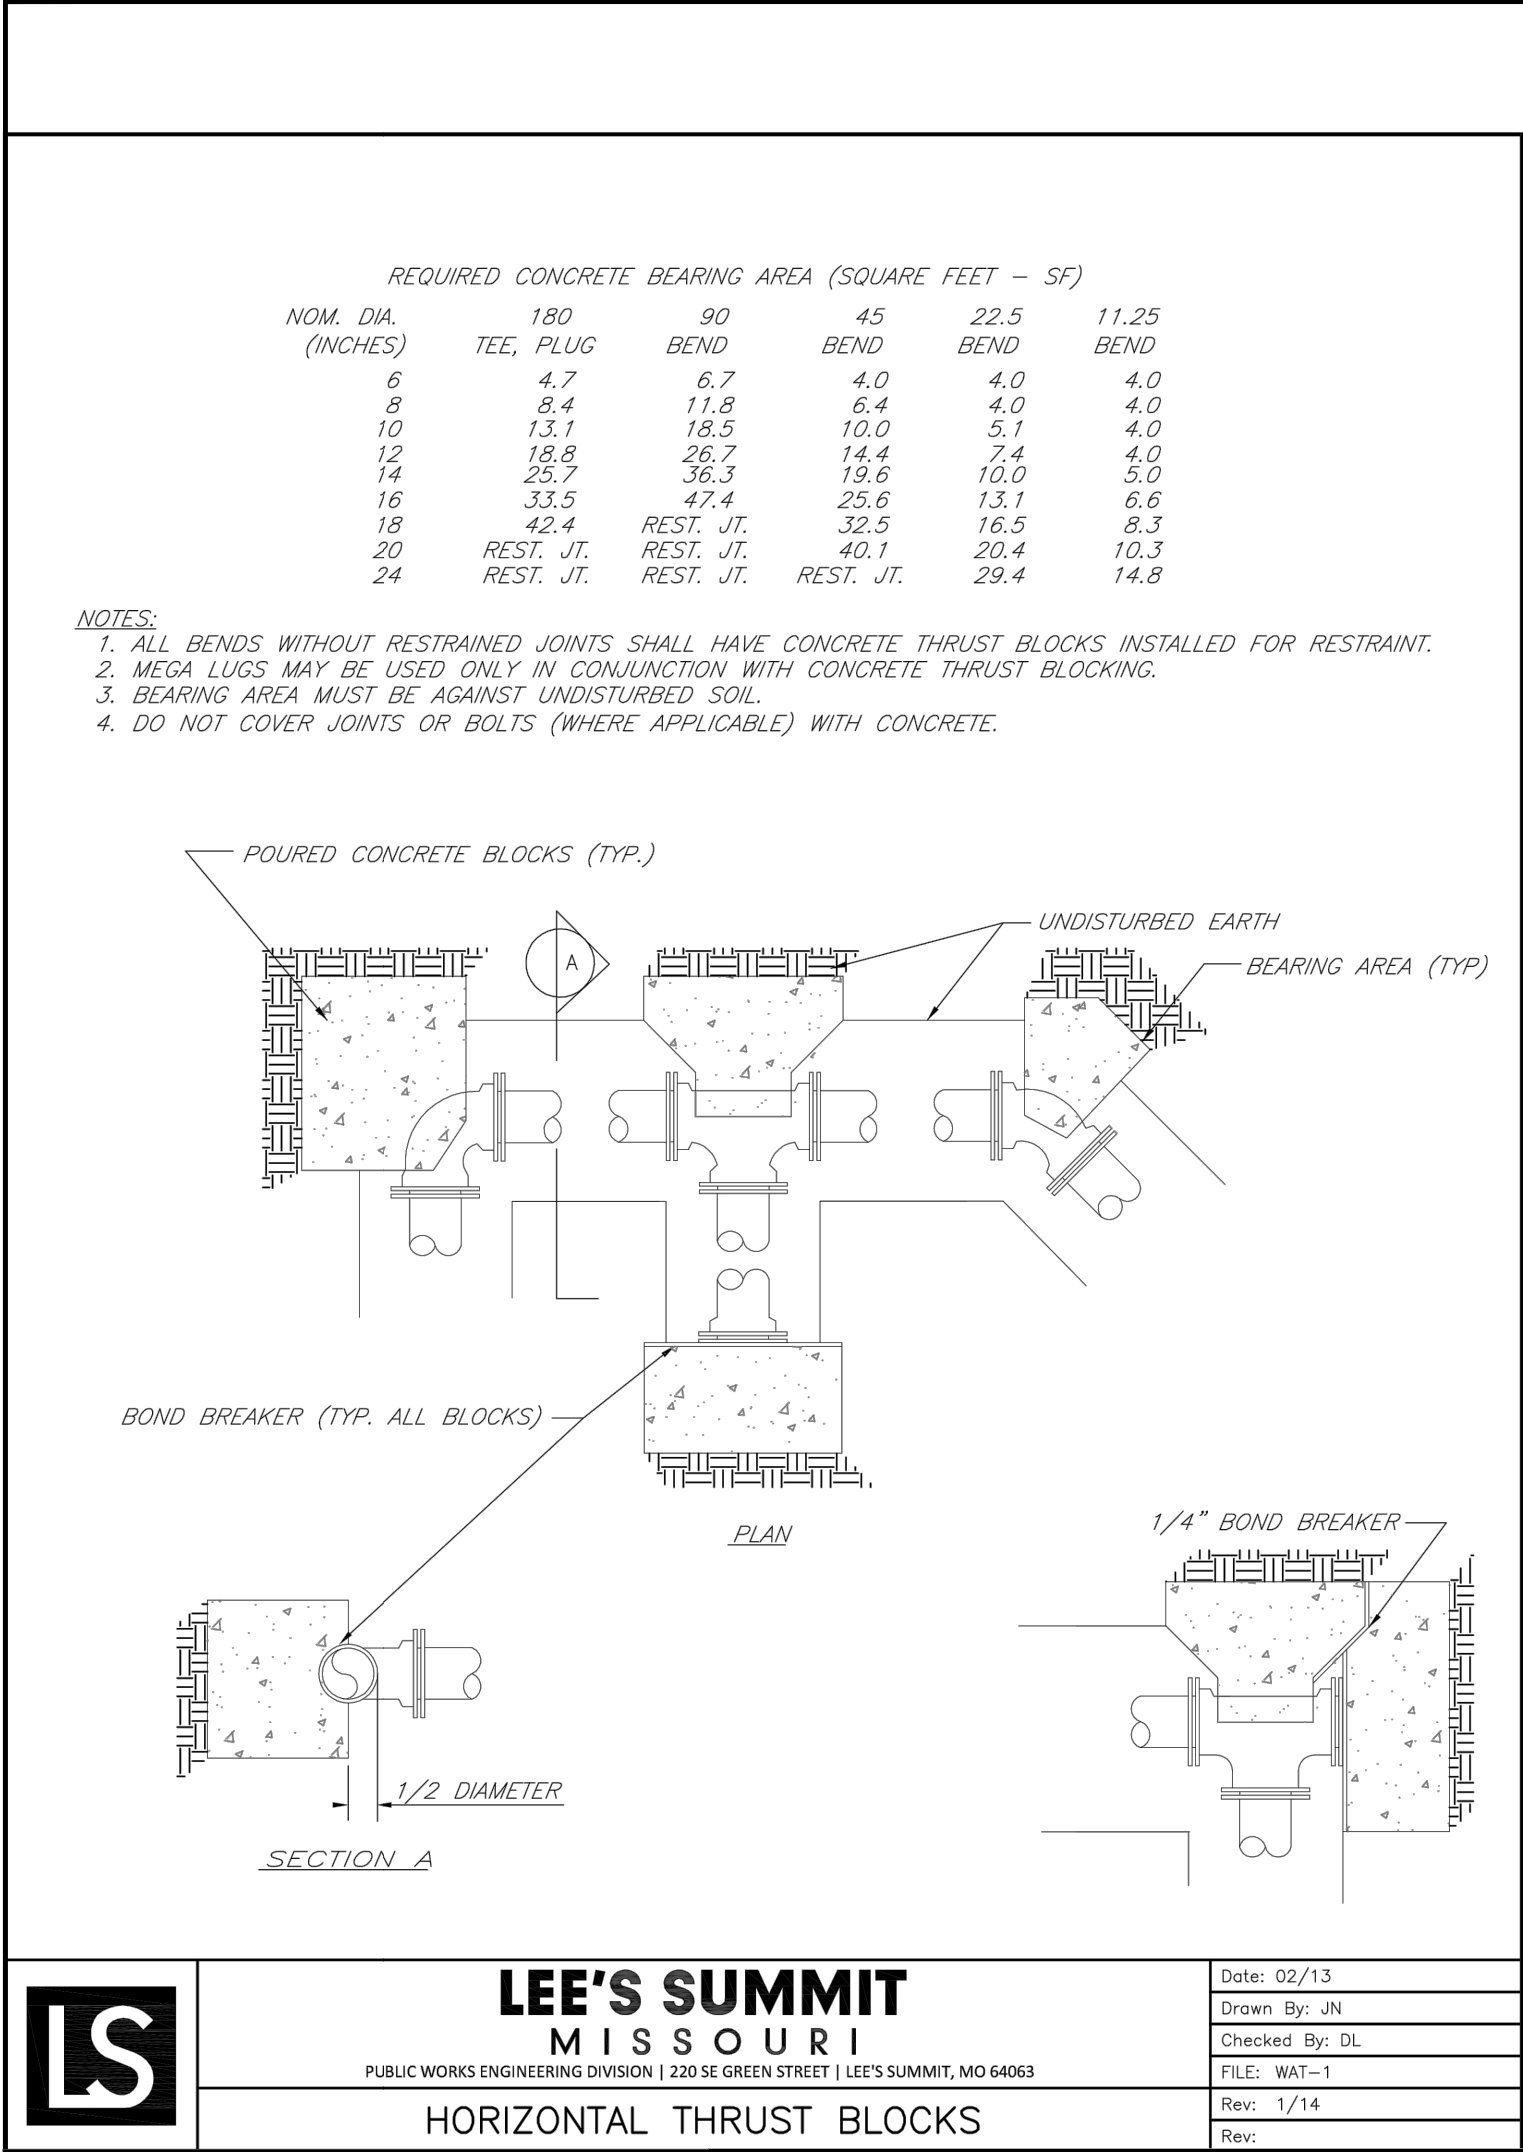 REQUIRED CONCRETE BEARING AREA (SQUARE FEET - SF)
NOM. DIA. 180 90 45 22.5 11.25
(INCHES) TEE, PLUG BEND BEND BEND BEND
6 4.7 6.7 4.0 4.0 4.0
8 8.4 11.8 6.4 4.0 4.0
10 13.1 18.5 10.0 5.1 4.0
12 18.8 26.7 14.4 7.4 4.0
14 25.7 36.3 19.6 10.0 5.0
16 33.5 47.4 25.6 13.1 6.6
18 42.4 REST. JT. 32.5 16.5 8.3
20 REST. JT. REST. JT. 40.1 20.4 10.3
24 REST. JT. REST. JT. REST. JT. 29.4 14.8
NOTES:
1. ALL BENDS WITHOUT RESTRAINED JOINTS SHALL HAVE CONCRETE THRUST BLOCKS INSTALLED FOR RESTRAINT.
2. MEGA LUGS MAY BE USED ONLY IN CONJUNCTION WITH CONCRETE THRUST BLOCKING.
3. BEARING AREA MUST BE AGAINST UNDISTURBED SOIL.
4. DO NOT COVER JOINTS OR BOLTS (WHERE APPLICABLE) WITH CONCRETE.
POURED CONCRETE BLOCKS (TYP.)
UNDISTURBED EARTH
A
BEARING AREA (TYP)
BOND BREAKER (TYP. ALL BLOCKS)
PLAN
1/4" BOND BREAKER
1/2 DIAMETER
SECTION A
LS
LEE'S SUMMIT
MISSOURI
PUBLIC WORKS ENGINEERING DIVISION | 220 SE GREEN STREET | LEE'S SUMMIT, MO 64063
HORIZONTAL THRUST BLOCKS
Date: 02/13
Drawn By: JN
Checked By: DL
FILE: WAT-1
Rev: 1/14
Rev: